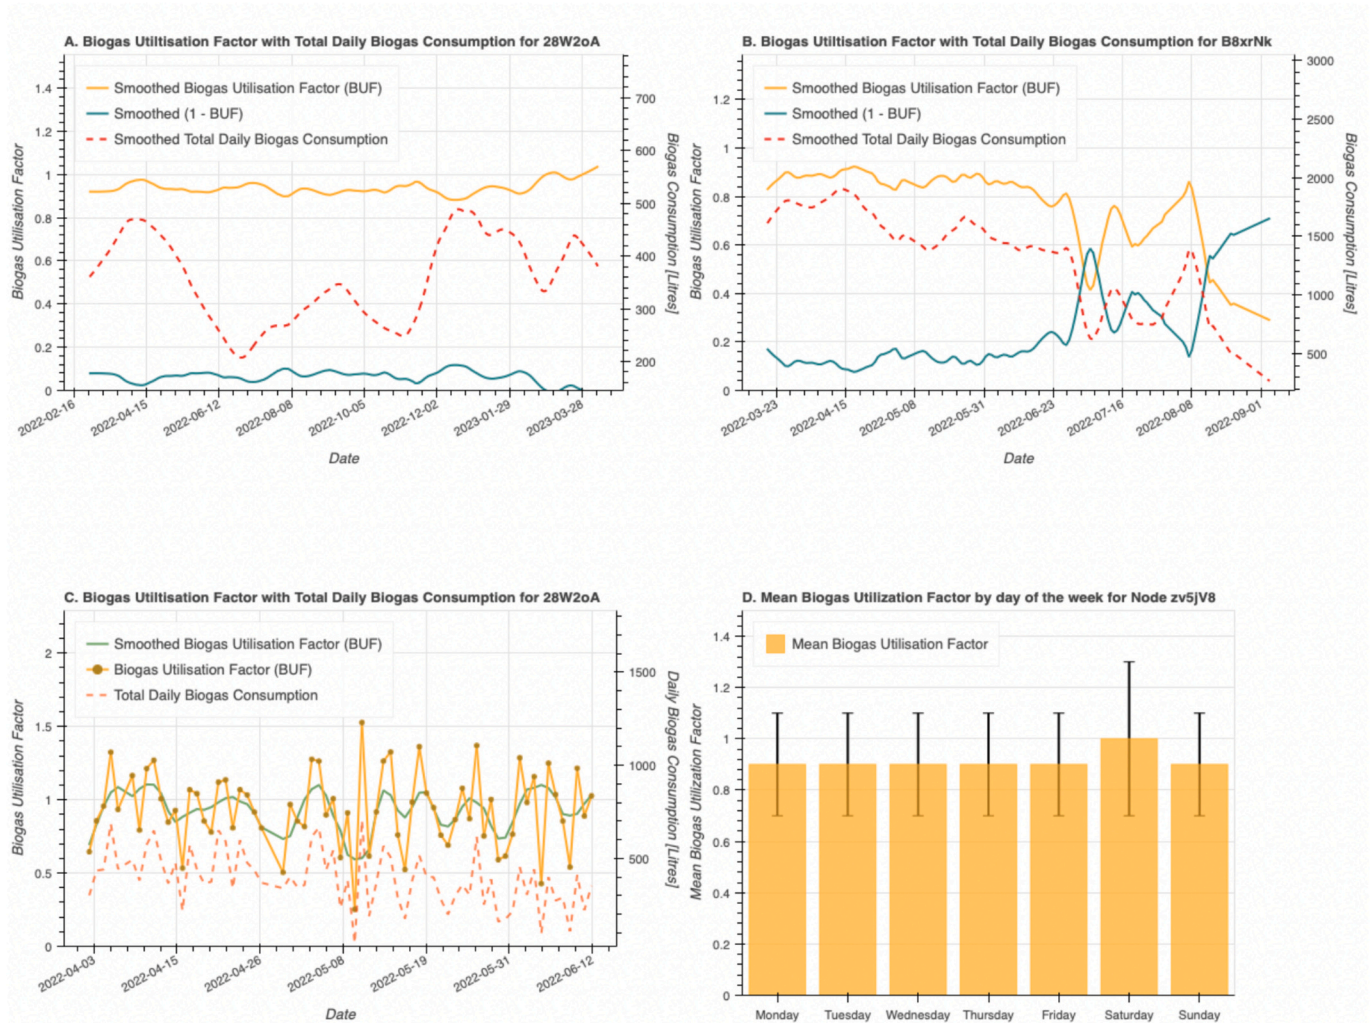 A. Biogas Utiltisation Factor with Total Daily Biogas Consumption for 28W2oA
Smoothed Biogas Utilisation Factor (BUF)
Smoothed (1 - BUF)
Smoothed Total Daily Biogas Consumption
Biogas Utilisation Factor
1.4
1.2
1
0.8
0.6
0.4
0.2
0
700
600
500
400
300
200
Biogas Consumption [Litres]
2022-02-16
2022-04-15
2022-06-12
2022-08-08
2022-10-05
2022-12-02
2023-01-29
2023-03-28
Date
B. Biogas Utiltisation Factor with Total Daily Biogas Consumption for B8xrNk
Smoothed Biogas Utilisation Factor (BUF)
Smoothed (1 - BUF)
Smoothed Total Daily Biogas Consumption
Biogas Utilisation Factor
1.2
1
0.8
0.6
0.4
0.2
0
3000
2500
2000
1500
1000
500
Biogas Consumption [Litres]
2022-03-23
2022-04-15
2022-05-08
2022-05-31
2022-06-23
2022-07-16
2022-08-08
2022-09-01
Date
C. Biogas Utiltisation Factor with Total Daily Biogas Consumption for 28W2oA
Smoothed Biogas Utilisation Factor (BUF)
Biogas Utilisation Factor (BUF)
Total Daily Biogas Consumption
Biogas Utilisation Factor
2
1.5
1
0.5
0
1500
1000
500
Daily Biogas Consumption [Litres]
2022-04-03
2022-04-15
2022-04-26
2022-05-08
2022-05-19
2022-05-31
2022-06-12
Date
D. Mean Biogas Utilization Factor by day of the week for Node zv5jV8
Mean Biogas Utilisation Factor
Mean Biogas Utilization Factor
1.4
1.2
1
0.8
0.6
0.4
0.2
0
Monday
Tuesday
Wednesday
Thursday
Friday
Saturday
Sunday